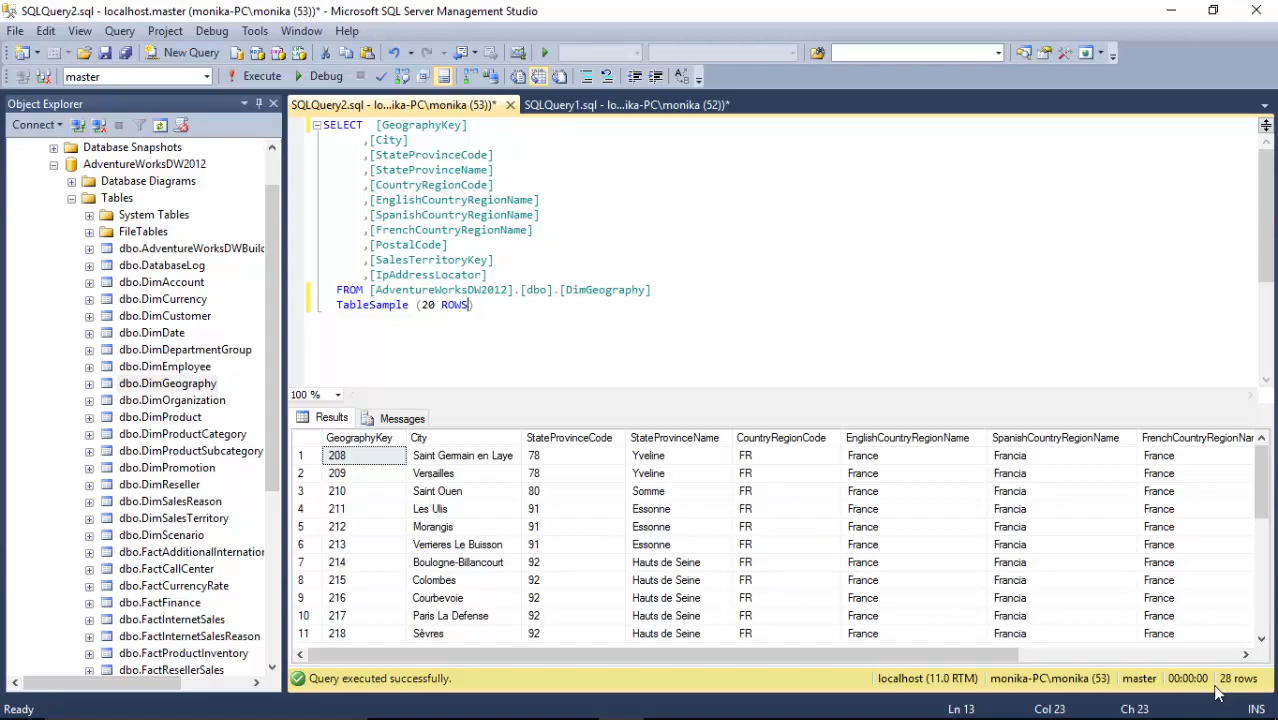 SQLQuery2.sql - localhost.master (monika-PC\monika (53))* - Microsoft SQL Server Management Studio
File Edit View Query Project Debug Tools Window Help
New Query
master Execute Debug
Object Explorer
SQLQuery2.sql - lo...ika-PC\monika (53))* SQLQuery1.sql - lo...ika-PC\monika (52))*
Connect
Database Snapshots
AdventureWorksDW2012
Database Diagrams
Tables
System Tables
FileTables
dbo.AdventureWorksDWBuild
dbo.DatabaseLog
dbo.DimAccount
dbo.DimCurrency
dbo.DimCustomer
dbo.DimDate
dbo.DimDepartmentGroup
dbo.DimEmployee
dbo.DimGeography
dbo.DimOrganization
dbo.DimProduct
dbo.DimProductCategory
dbo.DimProductSubcategory
dbo.DimPromotion
dbo.DimReseller
dbo.DimSalesReason
dbo.DimSalesTerritory
dbo.DimScenario
dbo.FactAdditionalInternation
dbo.FactCallCenter
dbo.FactCurrencyRate
dbo.FactFinance
dbo.FactInternetSales
dbo.FactInternetSalesReason
dbo.FactProductInventory
dbo.FactResellerSales
SELECT [GeographyKey]
,[City]
,[StateProvinceCode]
,[StateProvinceName]
,[CountryRegionCode]
,[EnglishCountryRegionName]
,[SpanishCountryRegionName]
,[FrenchCountryRegionName]
,[PostalCode]
,[SalesTerritoryKey]
,[IpAddressLocator]
FROM [AdventureWorksDW2012].[dbo].[DimGeography]
TableSample (20 ROWS)
100 %
Results Messages
GeographyKey City StateProvinceCode StateProvinceName CountryRegionCode EnglishCountryRegionName SpanishCountryRegionName FrenchCountryRegionNar
1 208 Saint Germain en Laye 78 Yveline FR France Francia France
2 209 Versailles 78 Yveline FR France Francia France
3 210 Saint Ouen 80 Somme FR France Francia France
4 211 Les Ulis 91 Essonne FR France Francia France
5 212 Morangis 91 Essonne FR France Francia France
6 213 Verrieres Le Buisson 91 Essonne FR France Francia France
7 214 Boulogne-Billancourt 92 Hauts de Seine FR France Francia France
8 215 Colombes 92 Hauts de Seine FR France Francia France
9 216 Courbevoie 92 Hauts de Seine FR France Francia France
10 217 Paris La Defense 92 Hauts de Seine FR France Francia France
11 218 Sèvres 92 Hauts de Seine FR France Francia France
Query executed successfully. localhost (11.0 RTM) monika-PC\monika (53) master 00:00:00 28 rows
Ready Ln 13 Col 23 Ch 23 INS